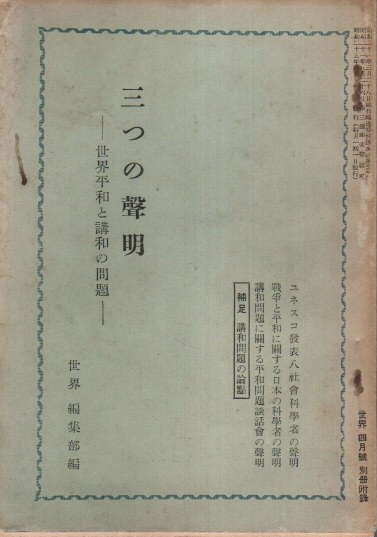 三つの聲明
──世界平和と講和の問題──
世界 編集部編
ユネスコ發表八社會科學者の聲明
戰爭と平和に關する日本の科學者の聲明
講和問題に關する平和問題談話會の聲明
補足 講和問題の論點
世界 四月號 別册附錄